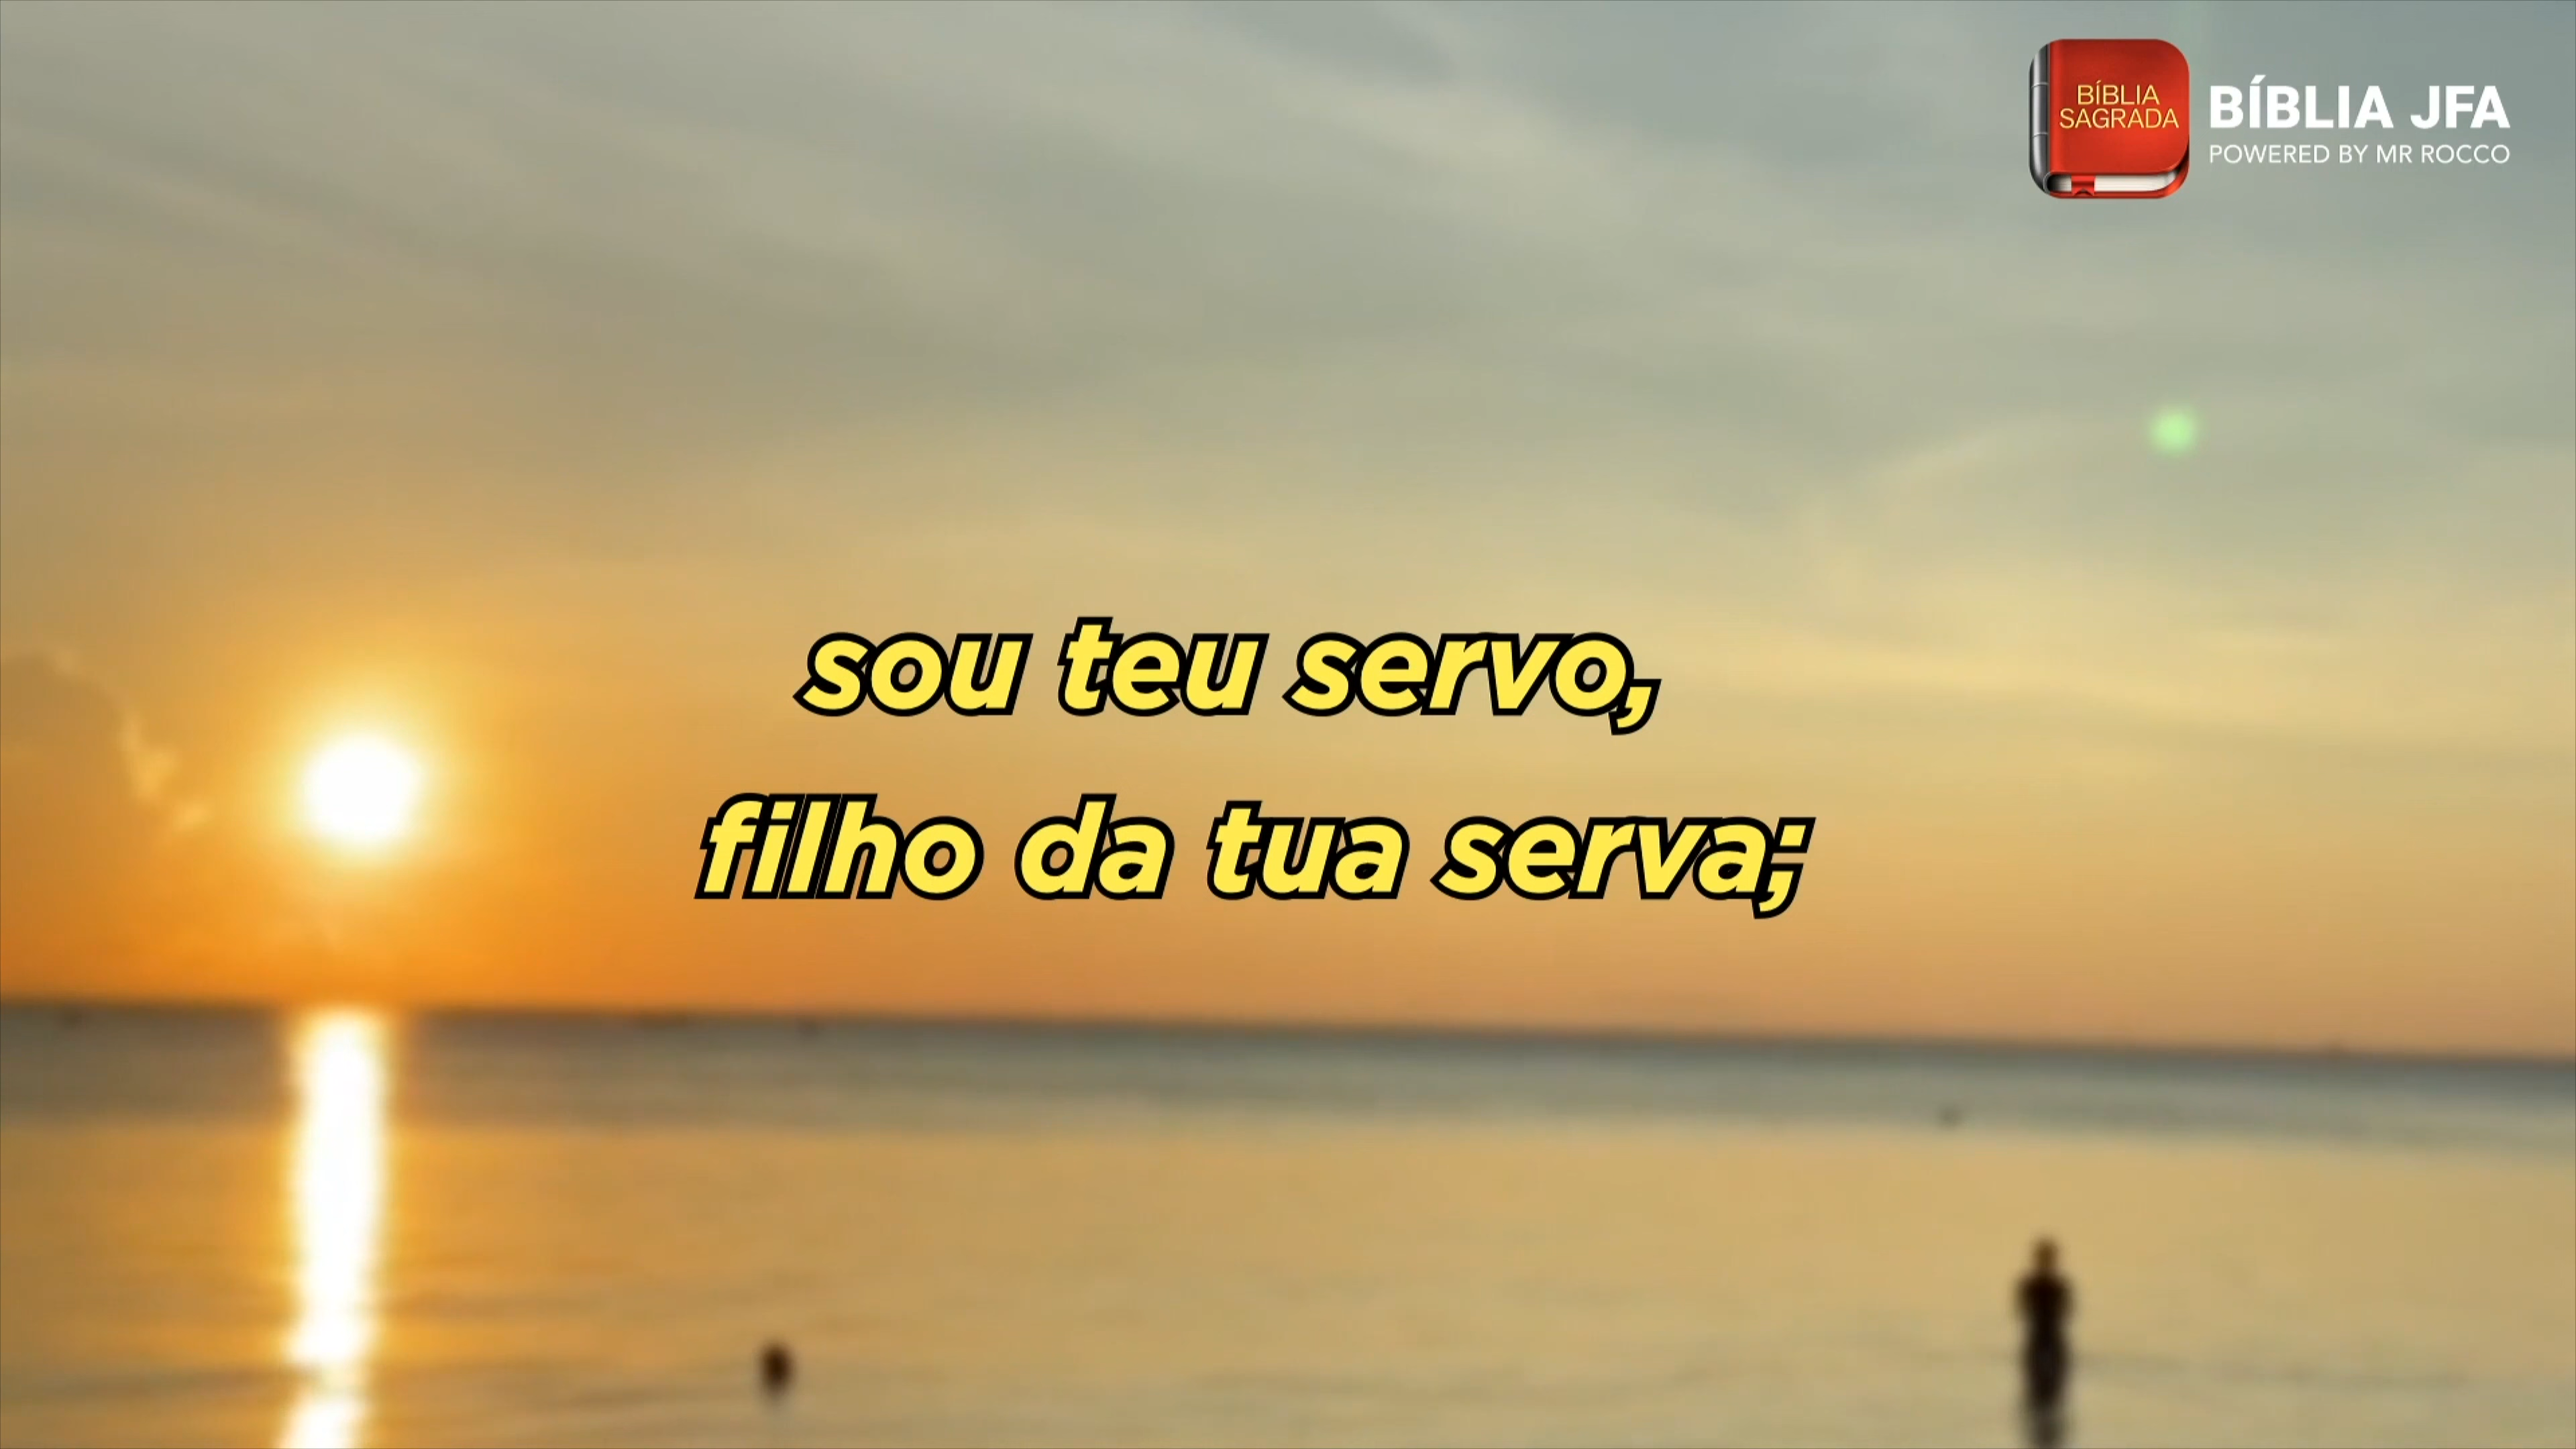 BÍBLIA
SAGRADA
BÍBLIA JFA
POWERED BY MR ROCCO
sou teu servo,
filho da tua serva;